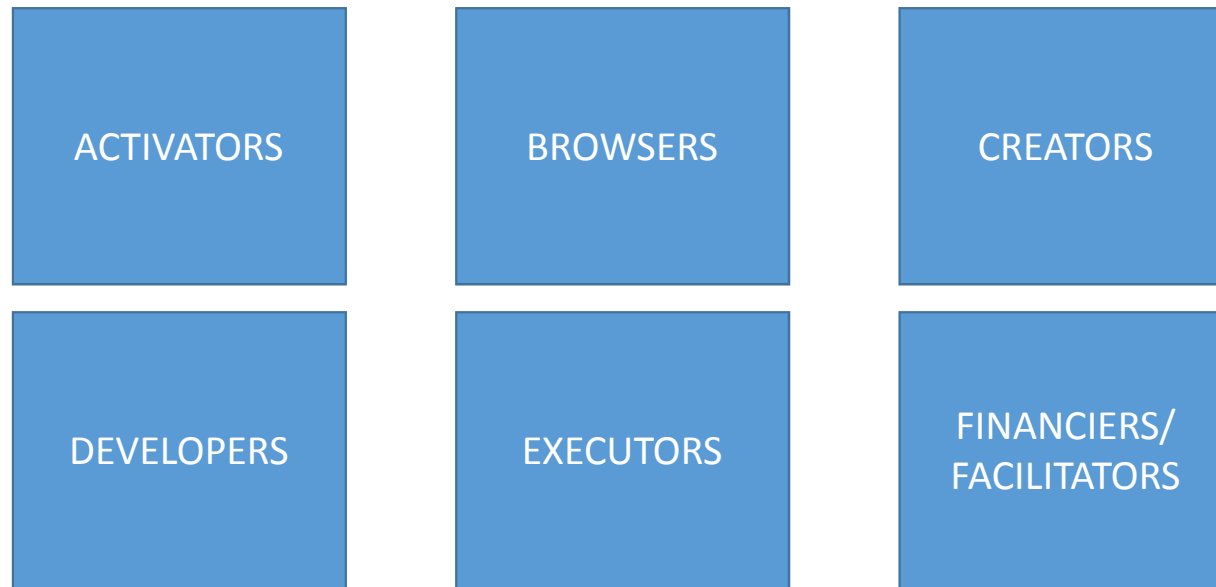 ACTIVATORS
BROWSERS
CREATORS
DEVELOPERS
EXECUTORS
FINANCIERS/
FACILITATORS